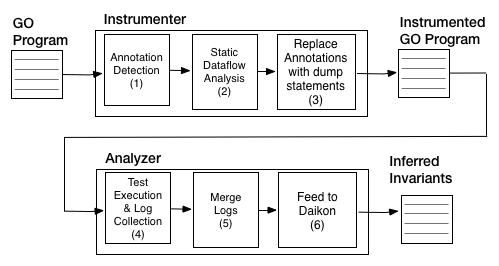 GO
Program
Instrumenter
Annotation
Detection
(1)
Static
Dataflow
Analysis
(2)
Replace
Annotations
with dump
statements
(3)
Instrumented
GO Program
Analyzer
Test
Execution
& Log
Collection
(4)
Merge
Logs
(5)
Feed to
Daikon
(6)
Inferred
Invariants